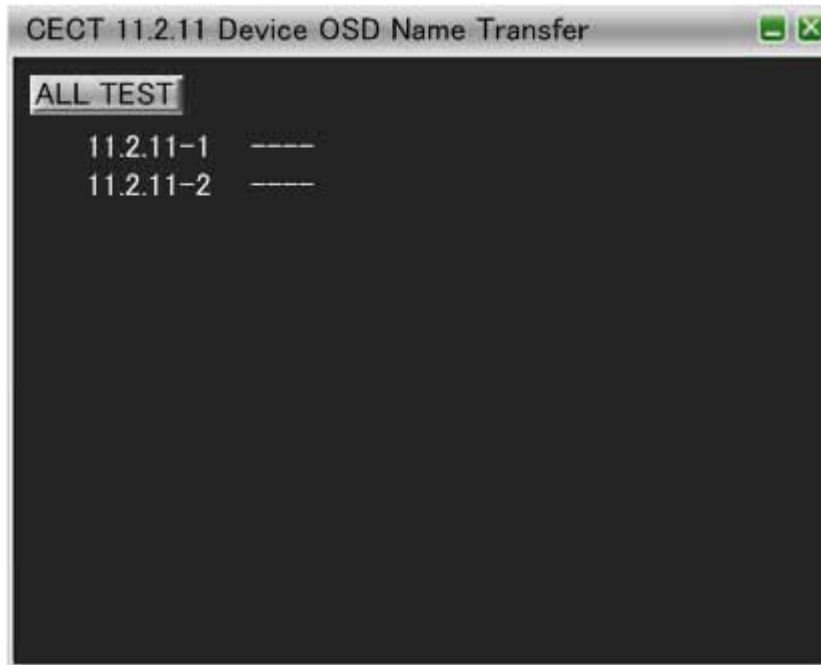 CECT 11.2.11 Device OSD Name Transfer
ALL TEST
11.2.11-1 ----
11.2.11-2 ----